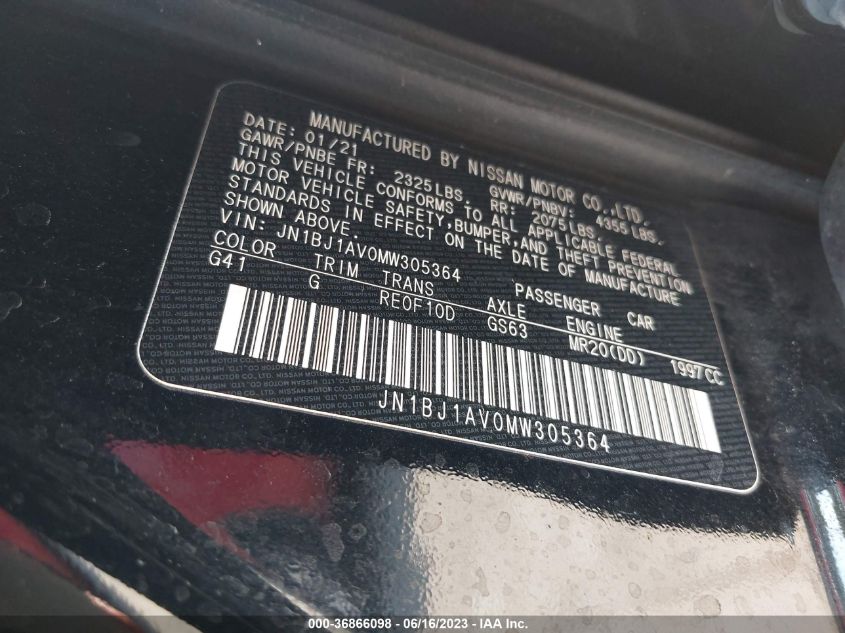 MANUFACTURED BY NISSAN MOTOR CO.,LTD.
DATE: 01/21 GVWR/PNBV: 4356 LBS.
GAWR/PNBE FR: 2325LBS. RR: 2075LBS.
THIS VEHICLE CONFORMS TO ALL APPLICABLE FEDERAL
MOTOR VEHICLE SAFETY,BUMPER,AND THEFT PREVENTION
STANDARDS IN EFFECT ON THE DATE OF MANUFACTURE
SHOWN ABOVE.
VIN: JN1BJ1AV0MW305364 PASSENGER CAR
COLOR TRIM TRANS AXLE ENGINE
G41 G RE0F10D GS63 MR20(DD) 1997CC
JN1BJ1AV0MW305364
000-36866098 - 06/16/2023 - IAA Inc.